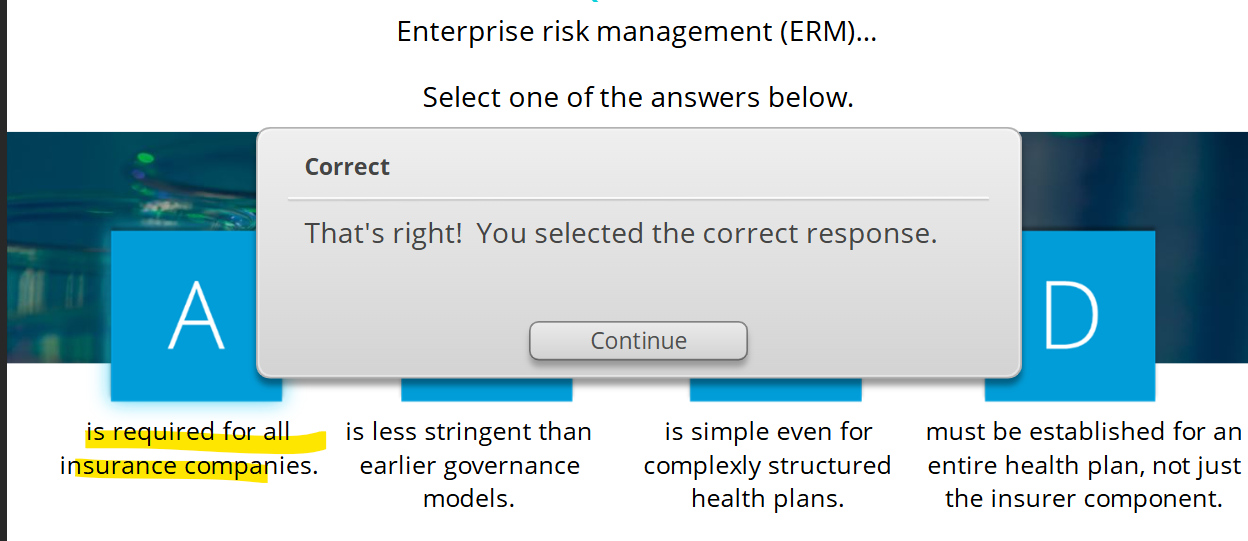 Enterprise risk management (ERM)...
Select one of the answers below.
Correct
That's right!  You selected the correct response.
Continue
A
D
is required for all
insurance companies.
is less stringent than
earlier governance
models.
is simple even for
complexly structured
health plans.
must be established for an
entire health plan, not just
the insurer component.